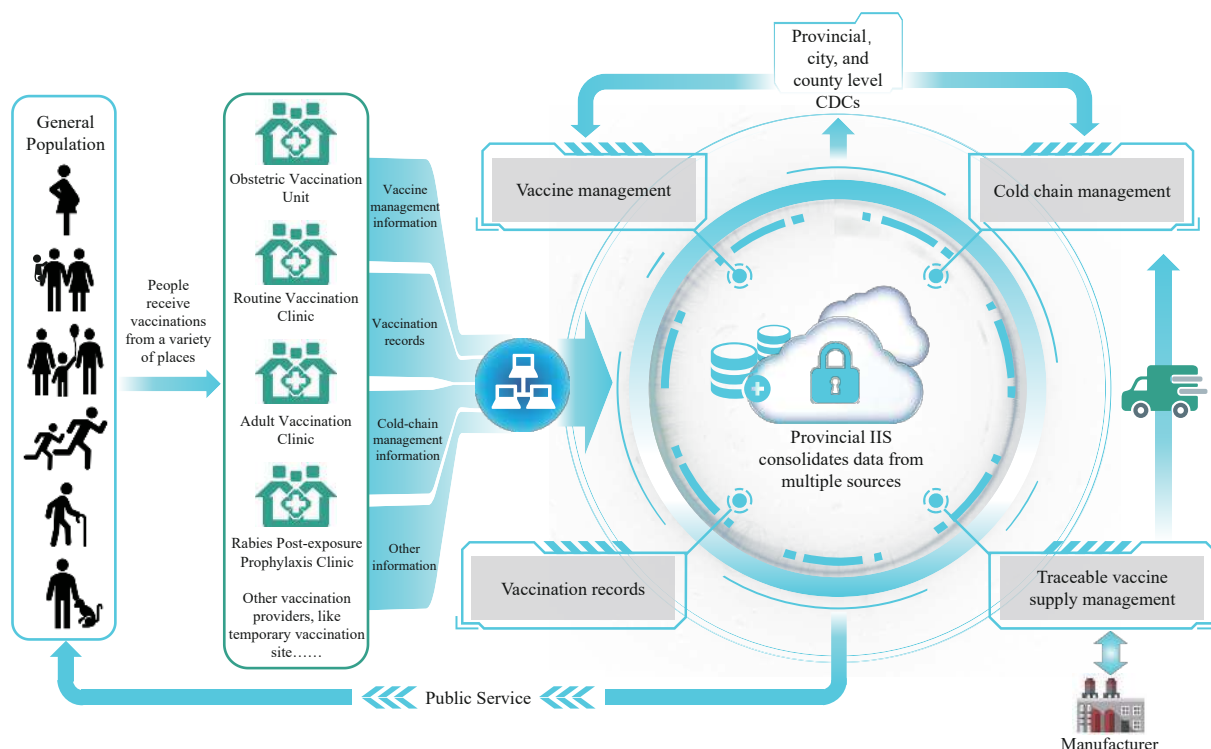 General
Population
People
receive
vaccinations
from a variety
of places
Obstetric Vaccination
Unit
Routine Vaccination
Clinic
Adult Vaccination
Clinic
Rabies Post-exposure
Prophylaxis Clinic
Other vaccination
providers, like
temporary vaccination
site……
Vaccine
management
information
Vaccination
records
Cold-chain
management
information
Other
information
Provincial,
city, and
county level
CDCs
Vaccine management
Cold chain management
Provincial IIS
consolidates data from
multiple sources
Vaccination records
Traceable vaccine
supply management
Public Service
Manufacturer